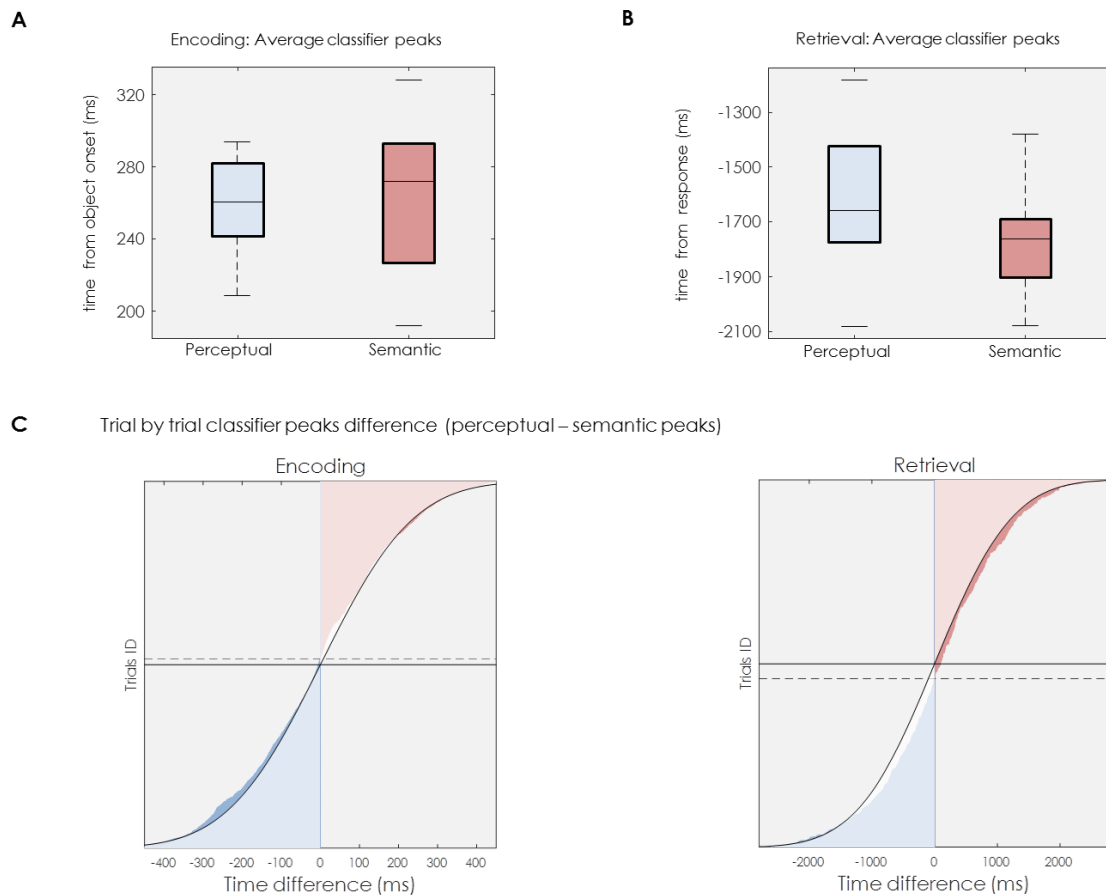 A
Encoding: Average classifier peaks
time from object onset (ms)
320
280
260
240
200
Perceptual
Semantic
B
Retrieval: Average classifier peaks
time from response (ms)
-1300
-1500
-1700
-1900
-2100
Perceptual
Semantic
C
Trial by trial classifier peaks difference (perceptual – semantic peaks)
Encoding
Trials ID
-400 -300 -200 -100 0 100 200 300 400
Time difference (ms)
Retrieval
Trials ID
-2000 -1000 0 1000 2000
Time difference (ms)